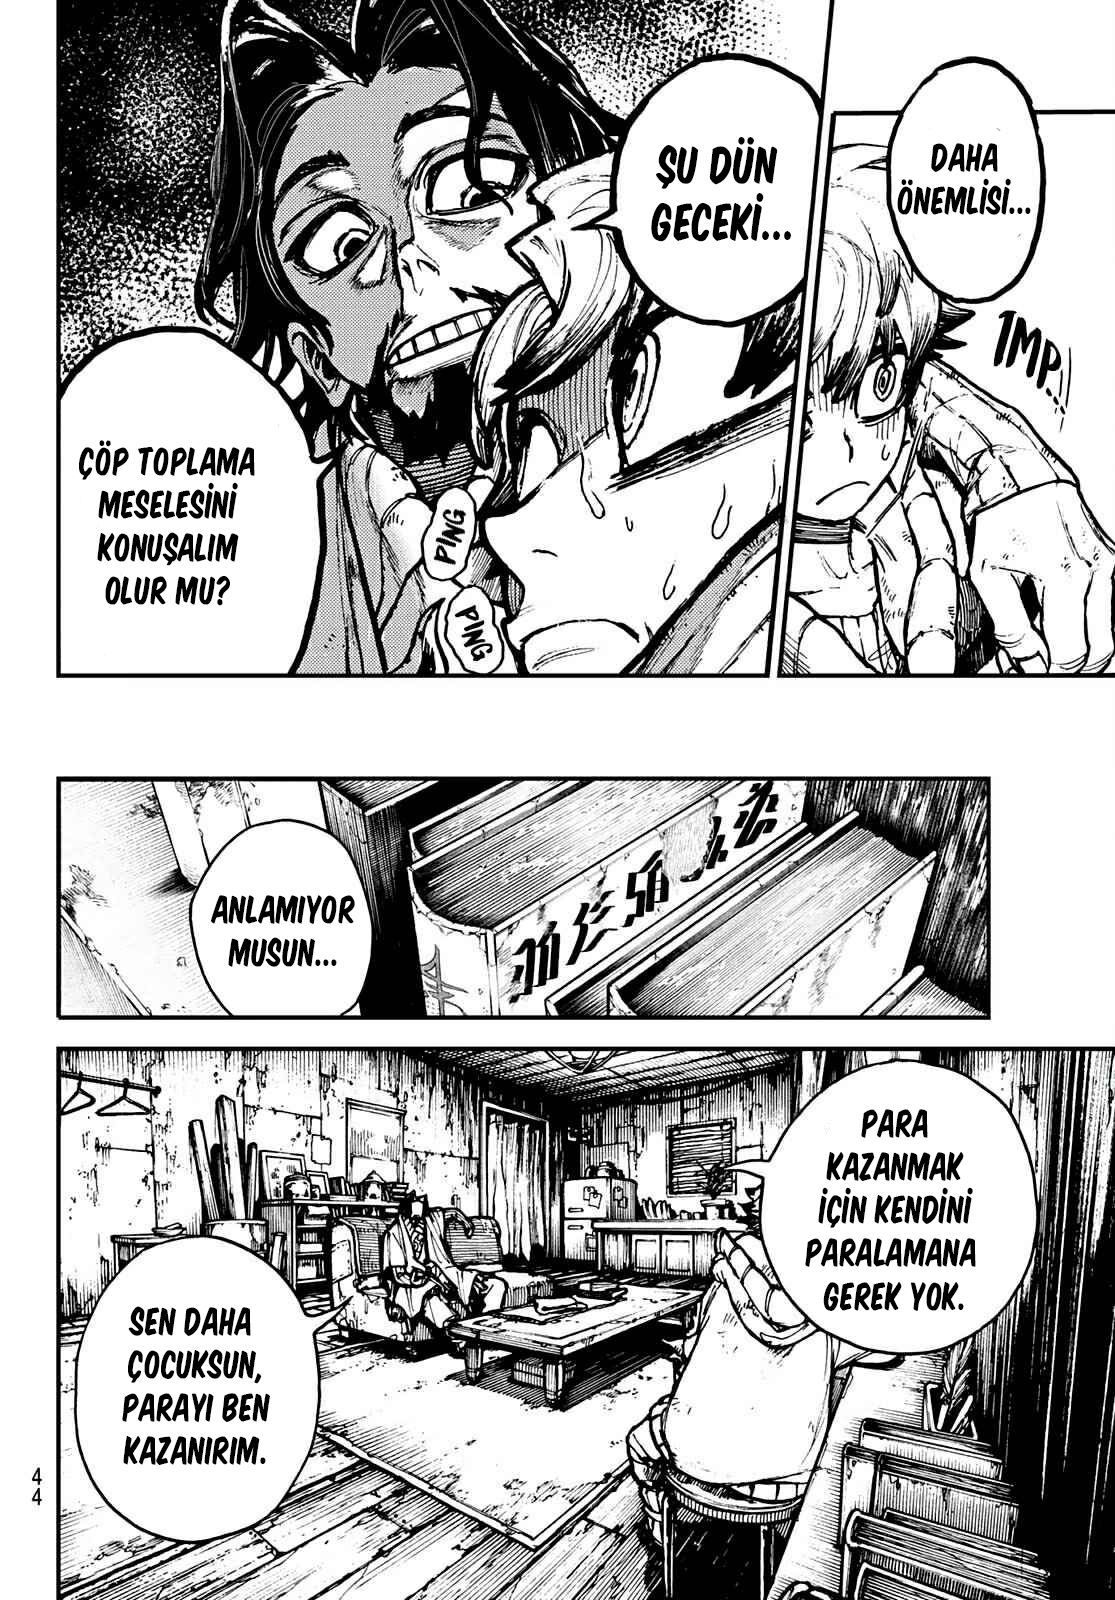 DAHA
ÖNEMLİSİ...
IMP...
ŞU DÜN
GECEKİ...
ÇÖP TOPLAMA
MESELESİNİ
KONUŞALIM
OLUR MU?
PING
PING
ANLAMIYOR
MUSUN...
PARA
KAZANMAK
İÇİN KENDİNİ
PARALAMANA
GEREK YOK.
SEN DAHA
ÇOCUKSUN,
PARAYI BEN
KAZANIRIM.
44